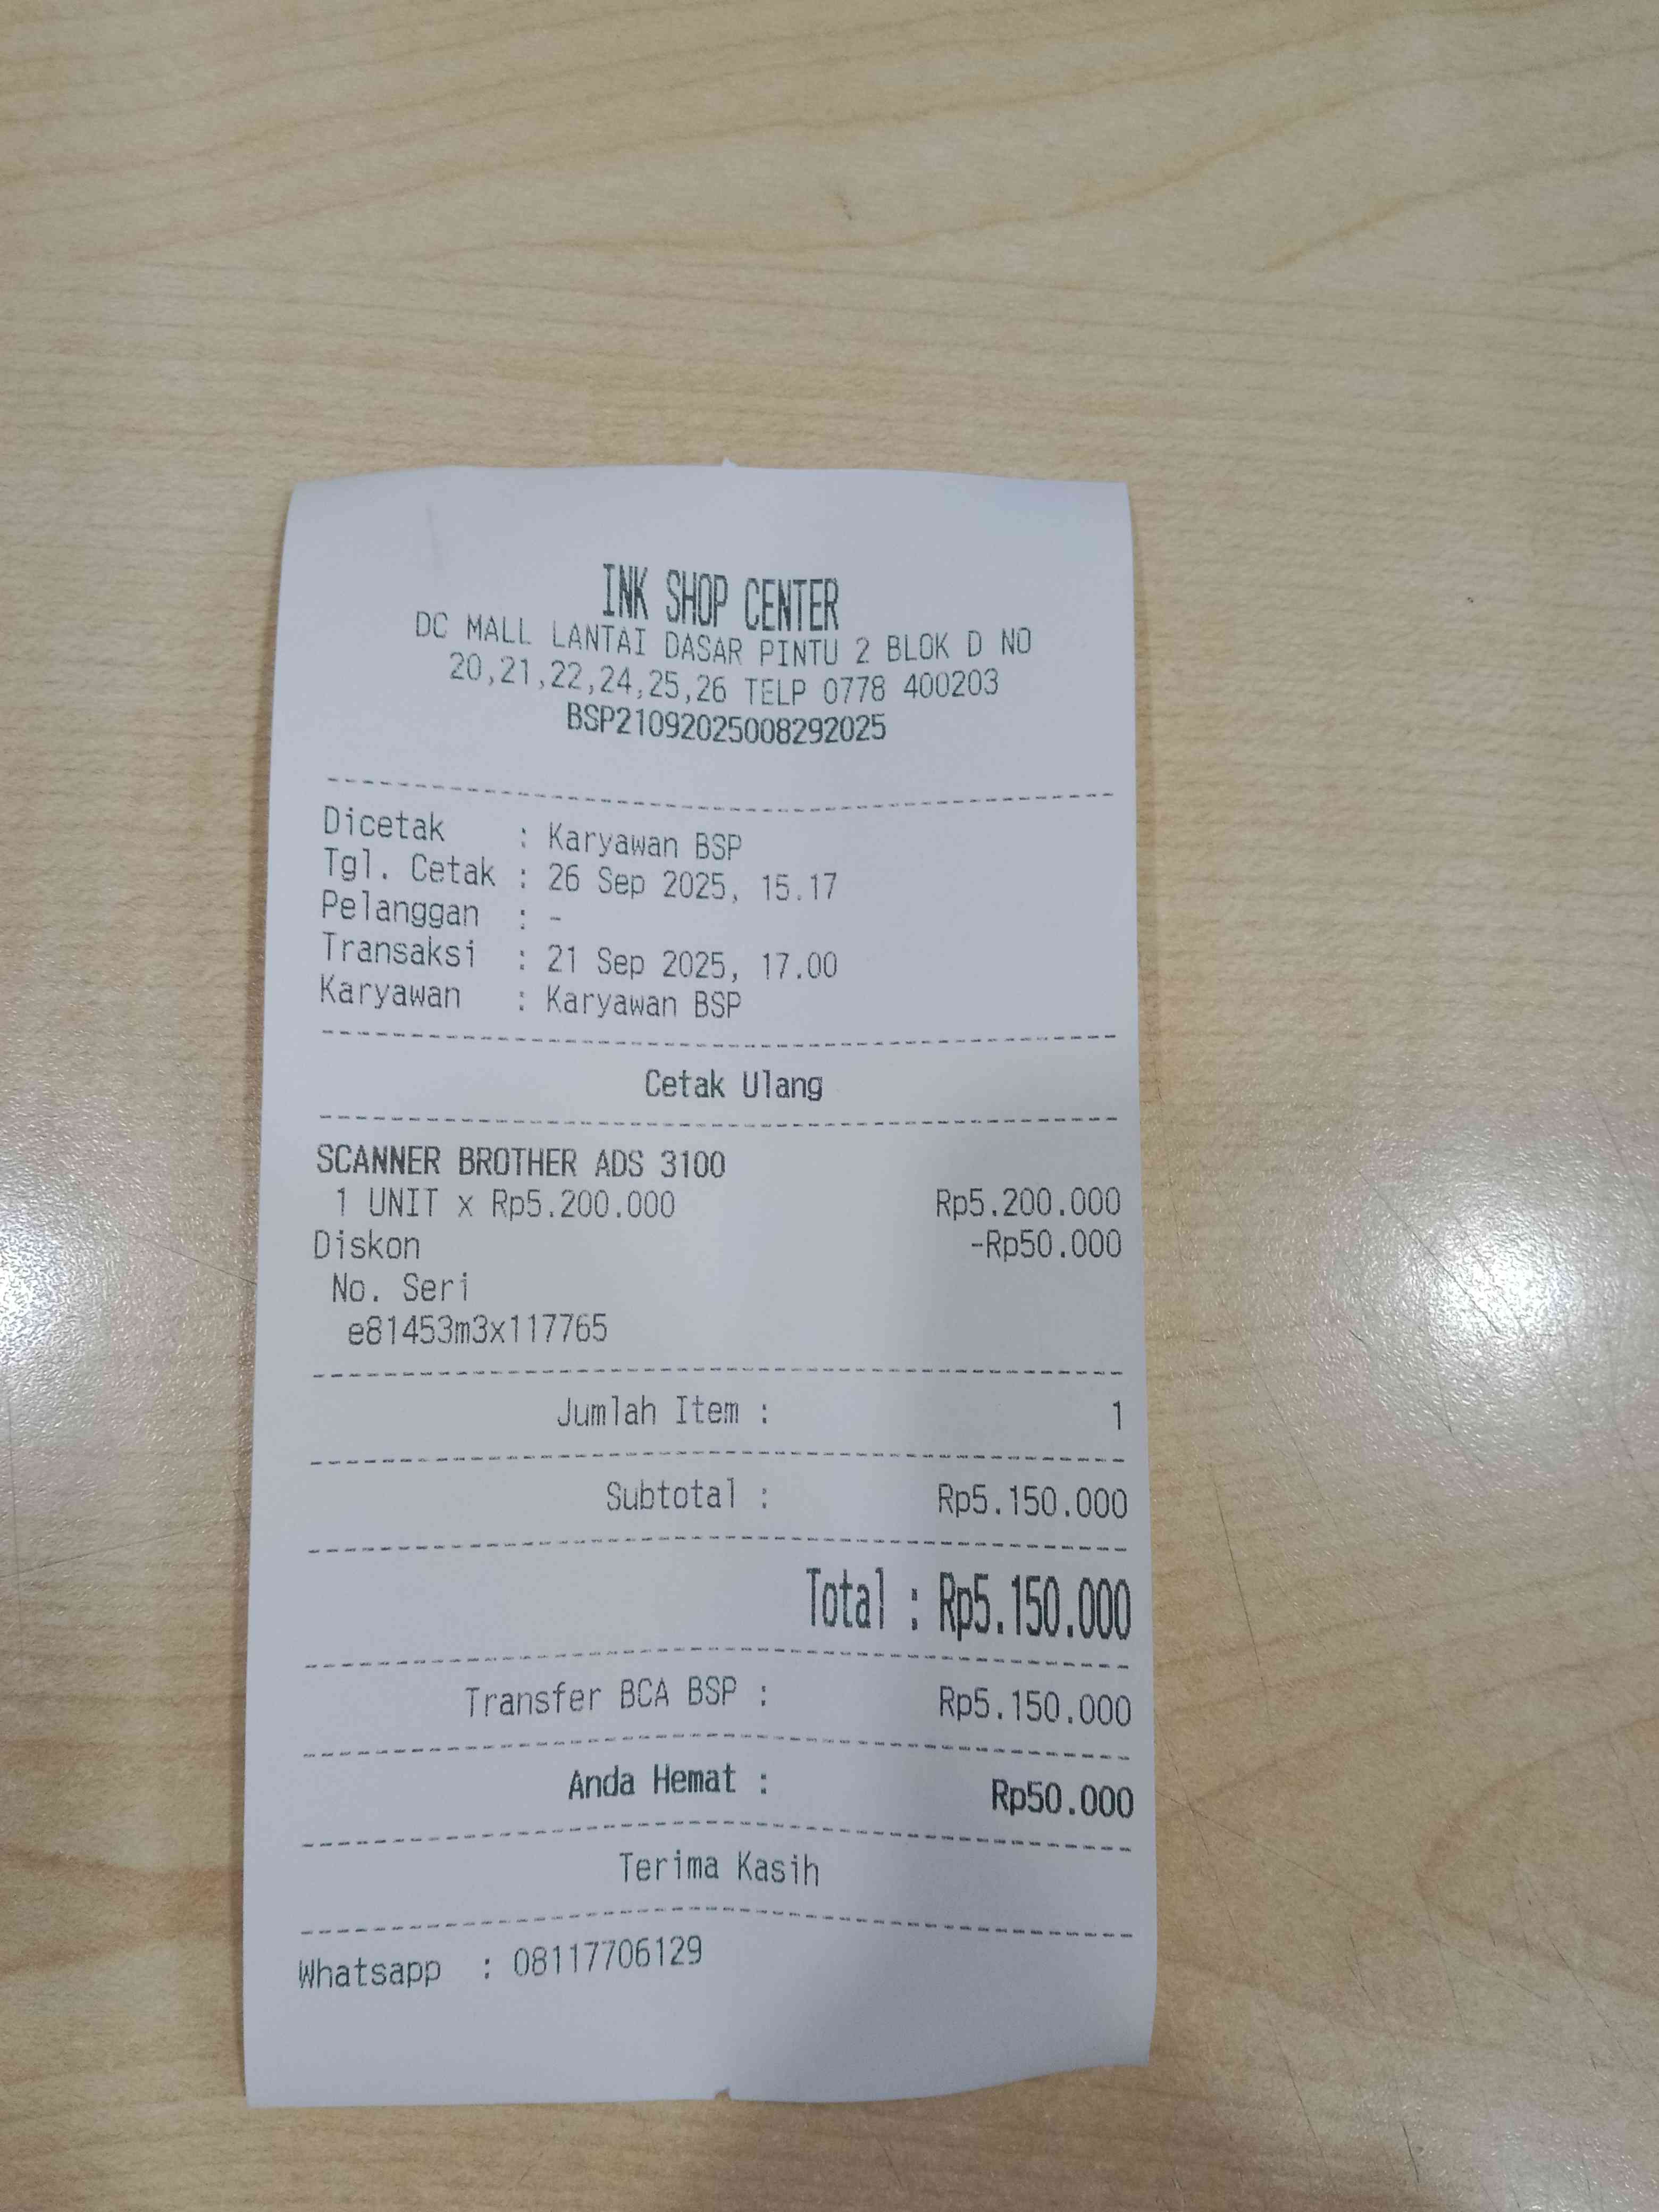 INK SHOP CENTER
DC MALL LANTAI DASAR PINTU 2 BLOK D NO
20,21,22,24,25,26 TELP 0778 400203
BSP21092025008292025
Dicetak : Karyawan BSP
Tgl. Cetak : 26 Sep 2025, 15.17
Pelanggan : -
Transaksi : 21 Sep 2025, 17.00
Karyawan : Karyawan BSP
Cetak Ulang
SCANNER BROTHER ADS 3100
1 UNIT x Rp5.200.000 Rp5.200.000
Diskon -Rp50.000
No. Seri
e81453m3x117765
Jumlah Item : 1
Subtotal : Rp5.150.000
Total : Rp5.150.000
Transfer BCA BSP : Rp5.150.000
Anda Hemat : Rp50.000
Terima Kasih
Whatsapp : 08117706129